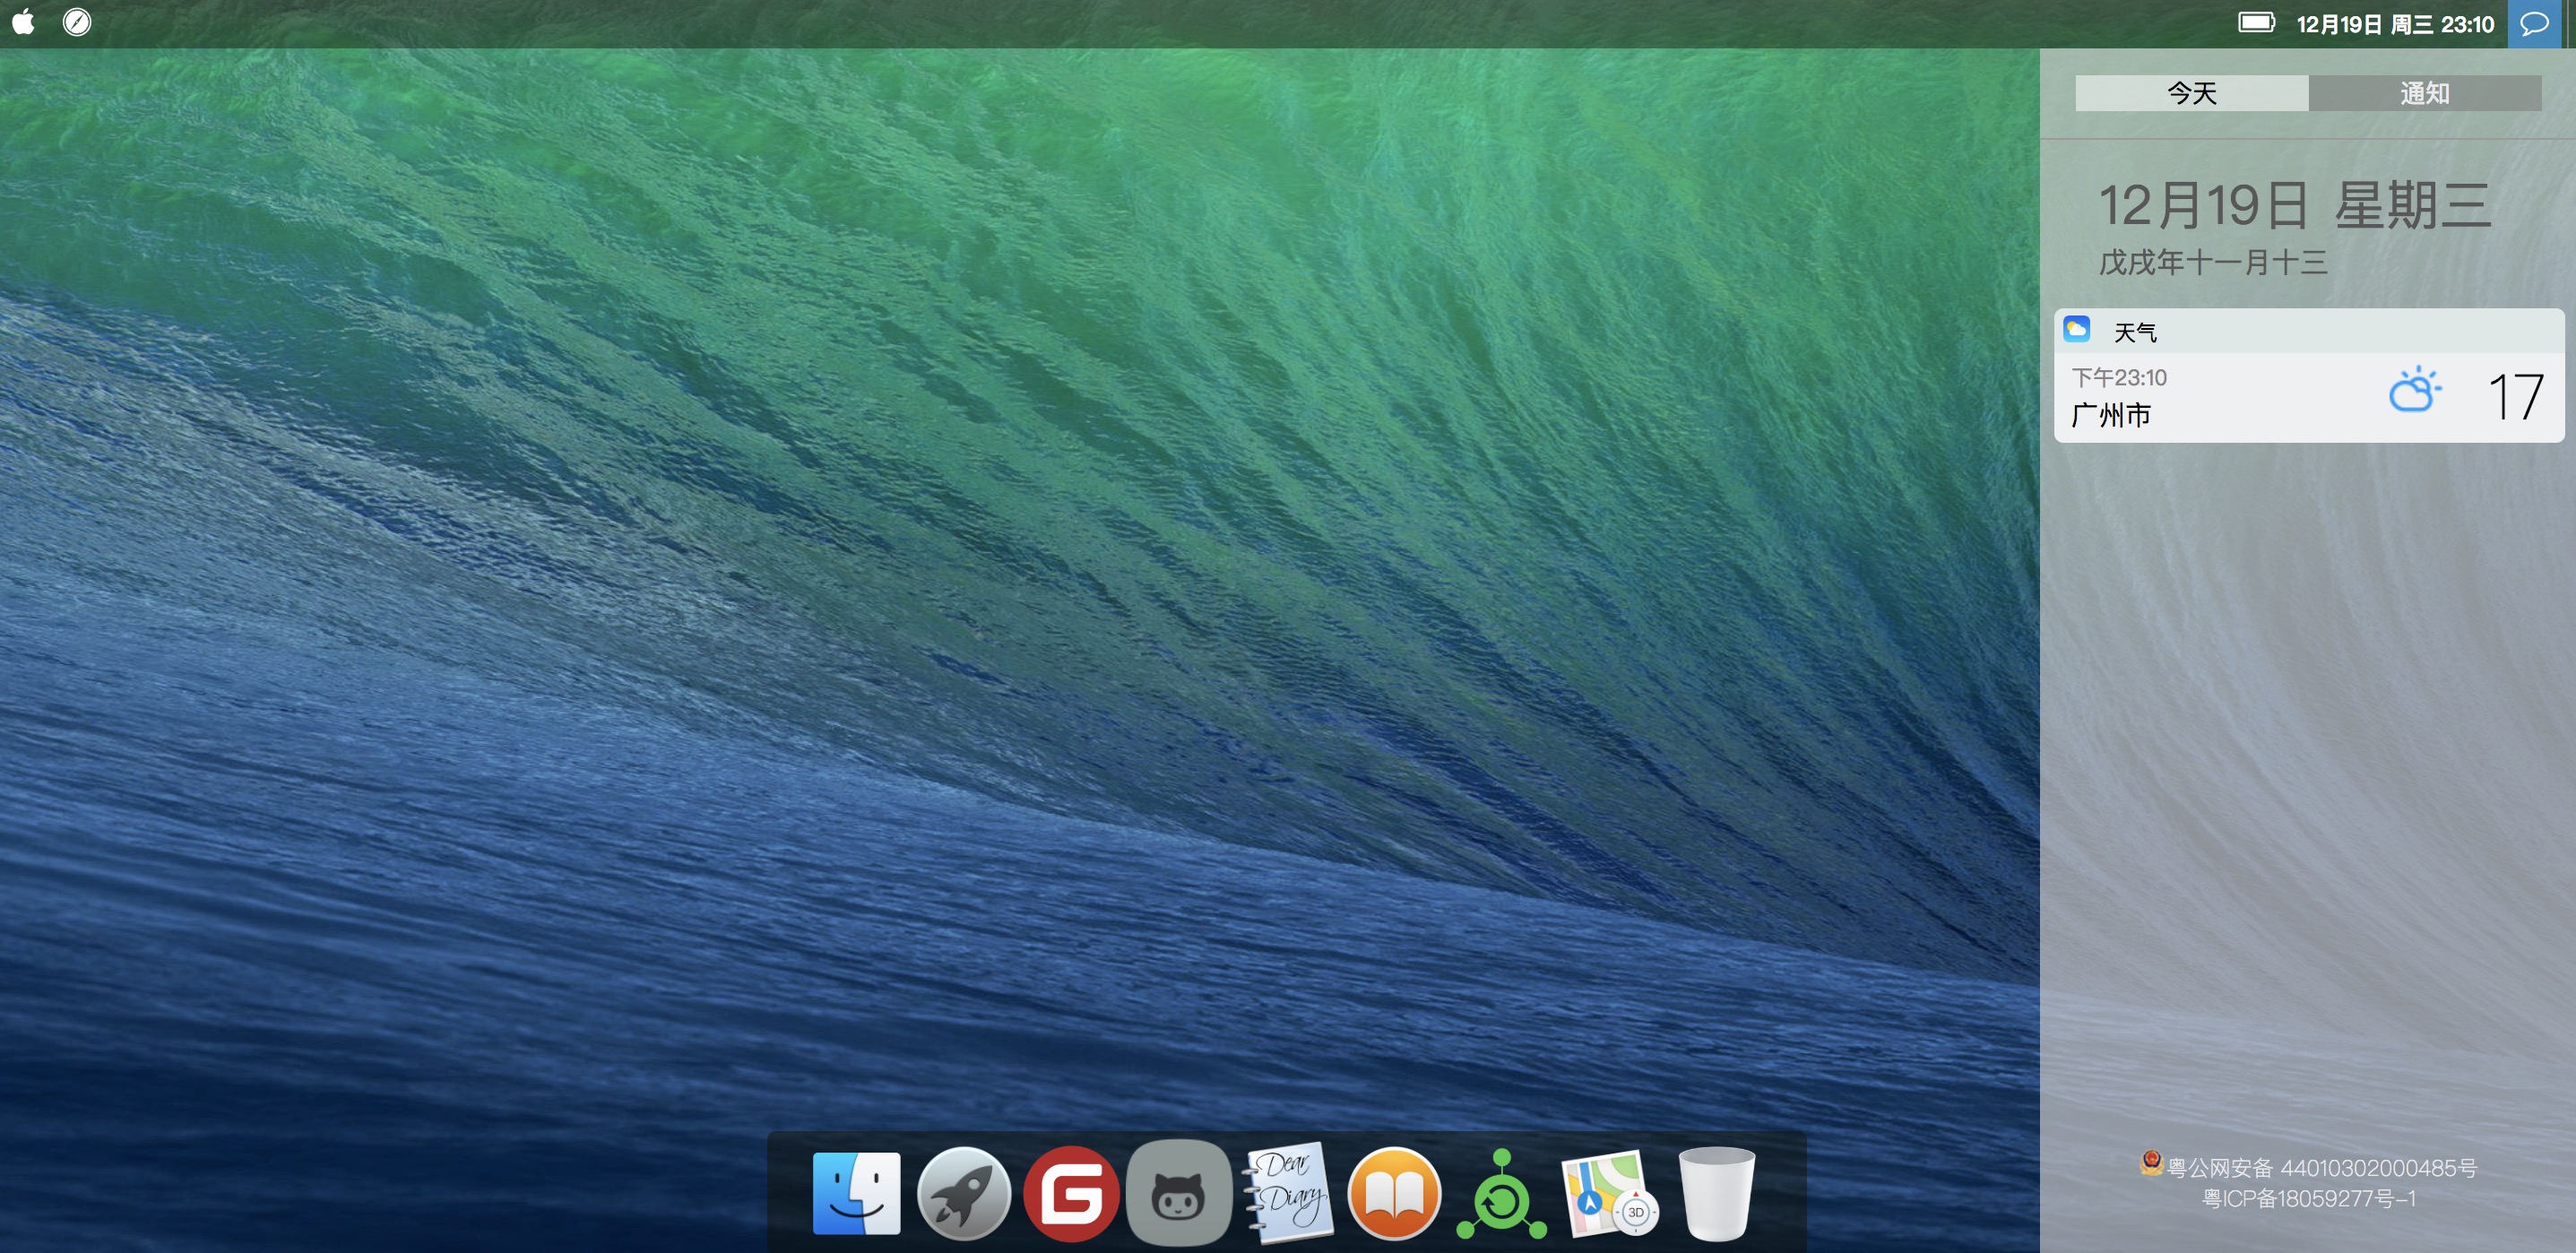 12月19日 周三 23:10
今天
通知
12月19日 星期三
戊戌年十一月十三
天气
下午23:10
广州市
17
Dear
Diary
3D
粤公网安备 44010302000485号
粤ICP备18059277号-1